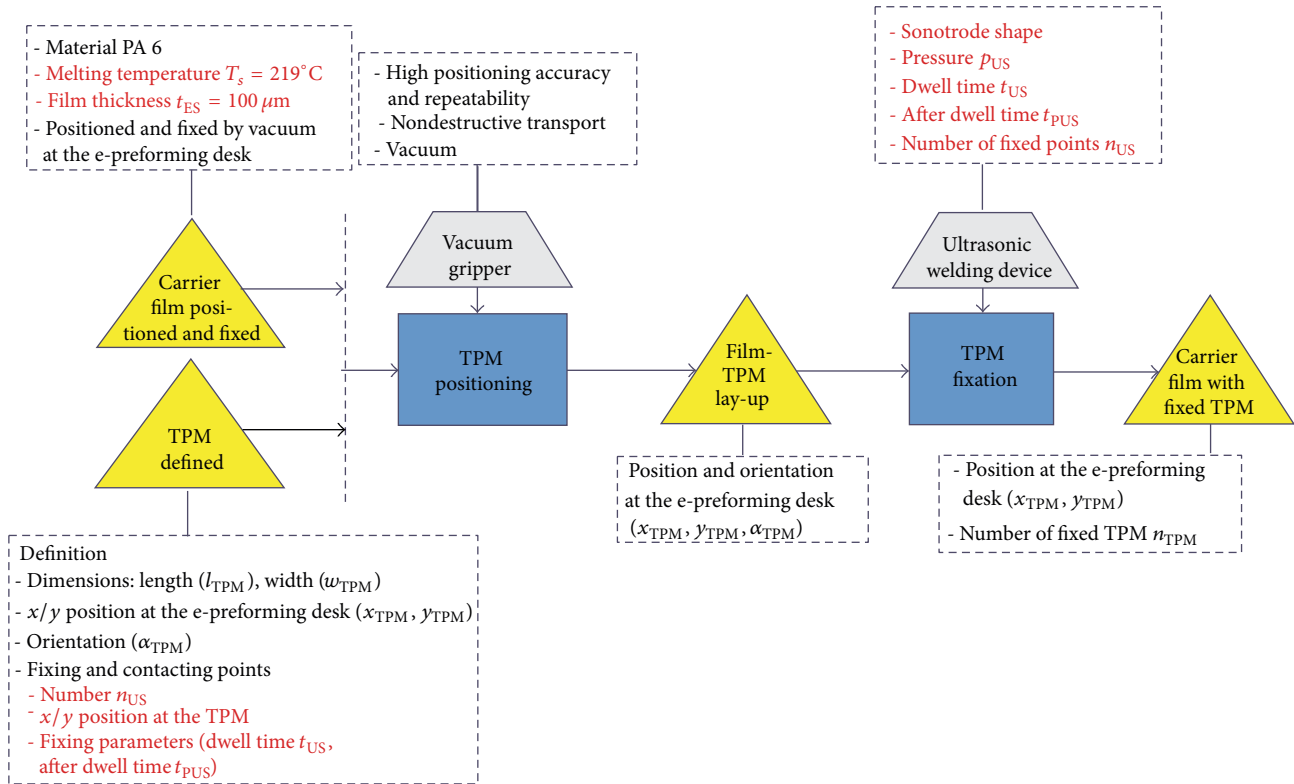 - Material PA 6
- Melting temperature Tₛ = 219°C
- Film thickness t_ES = 100 μm
- Positioned and fixed by vacuum
at the e-preforming desk
- High positioning accuracy
and repeatability
- Nondestructive transport
- Vacuum
- Sonotrode shape
- Pressure p_US
- Dwell time t_US
- After dwell time t_PUS
- Number of fixed points n_US
Carrier
film posi-
tioned and fixed
Vacuum
gripper
Ultrasonic
welding device
TPM
defined
TPM
positioning
Film-
TPM
lay-up
TPM
fixation
Carrier
film with
fixed TPM
Definition
- Dimensions: length (l_TPM), width (w_TPM)
- x/y position at the e-preforming desk (x_TPM, y_TPM)
- Orientation (α_TPM)
- Fixing and contacting points
- Number n_US
- x/y position at the TPM
- Fixing parameters (dwell time t_US,
after dwell time t_PUS)
Position and orientation
at the e-preforming desk
(x_TPM, y_TPM, α_TPM)
- Position at the e-preforming
desk (x_TPM, y_TPM)
- Number of fixed TPM n_TPM